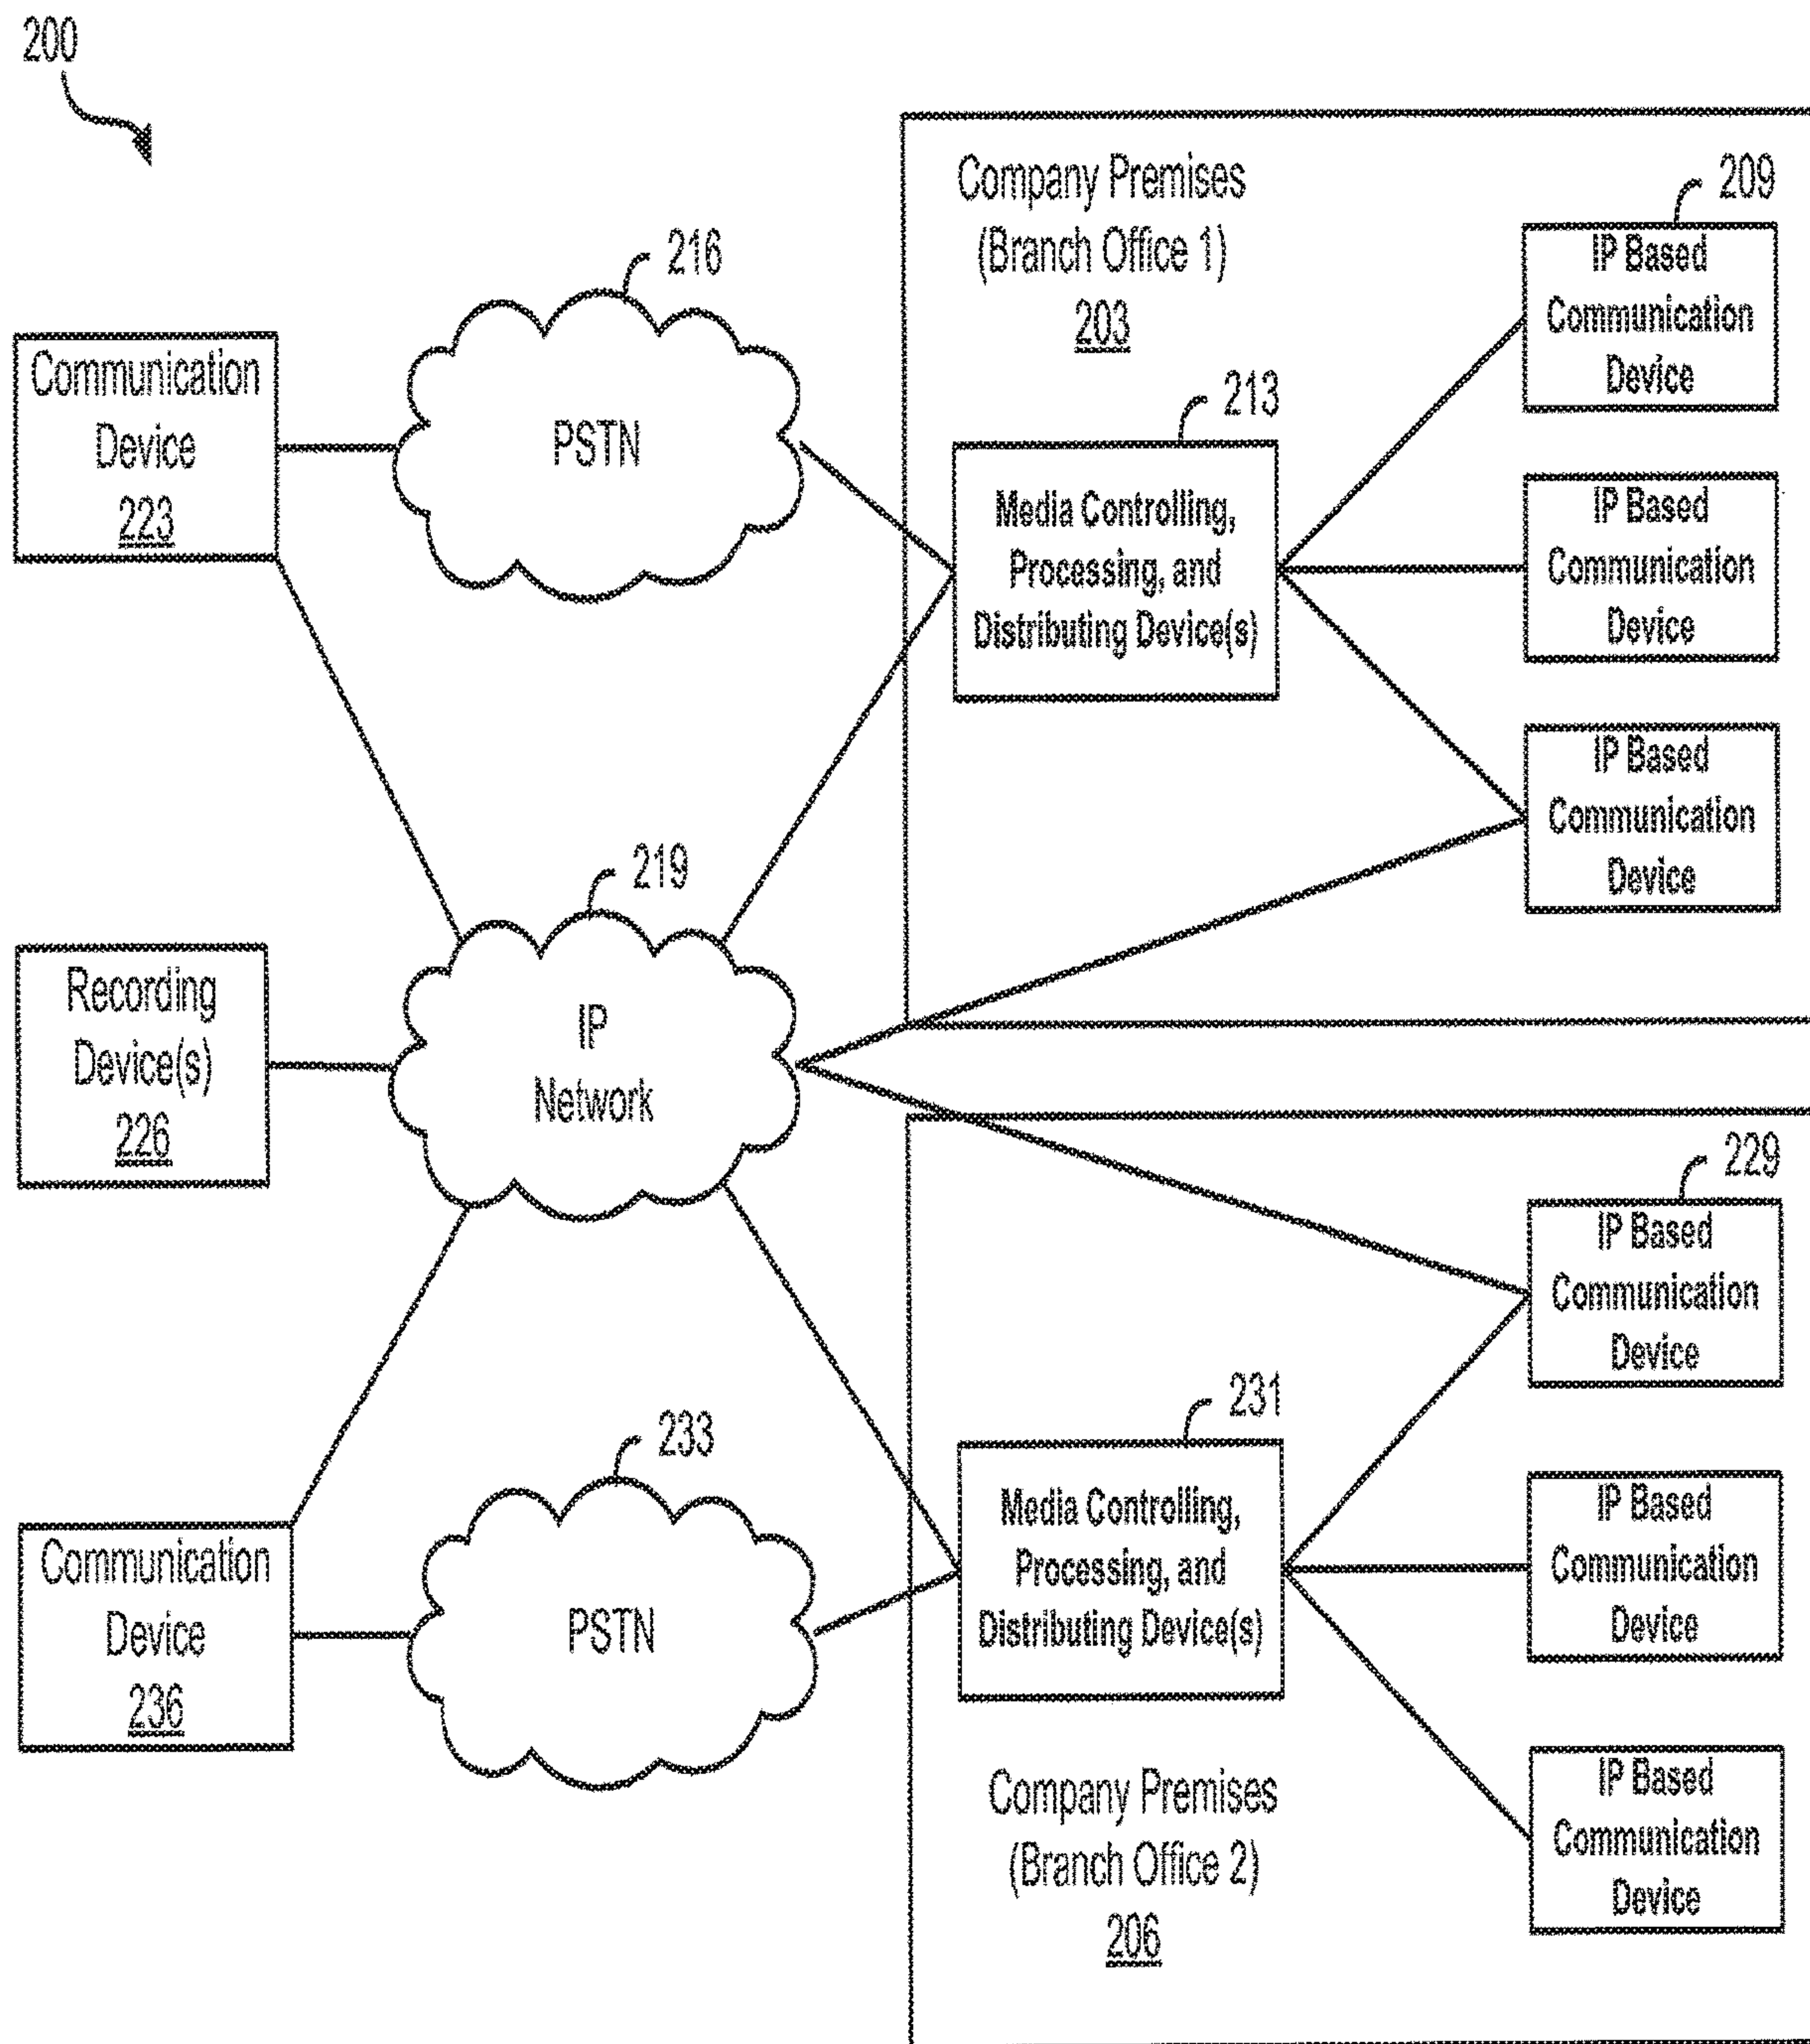 200
Company Premises
(Branch Office 1)
203
209
IP Based
Communication
Device
216
PSTN
Communication
Device
223
213
Media Controlling,
Processing, and
Distributing Device(s)
IP Based
Communication
Device
IP Based
Communication
Device
219
IP
Network
Recording
Device(s)
226
229
IP Based
Communication
Device
231
Media Controlling,
Processing, and
Distributing Device(s)
233
PSTN
Communication
Device
236
IP Based
Communication
Device
Company Premises
(Branch Office 2)
206
IP Based
Communication
Device